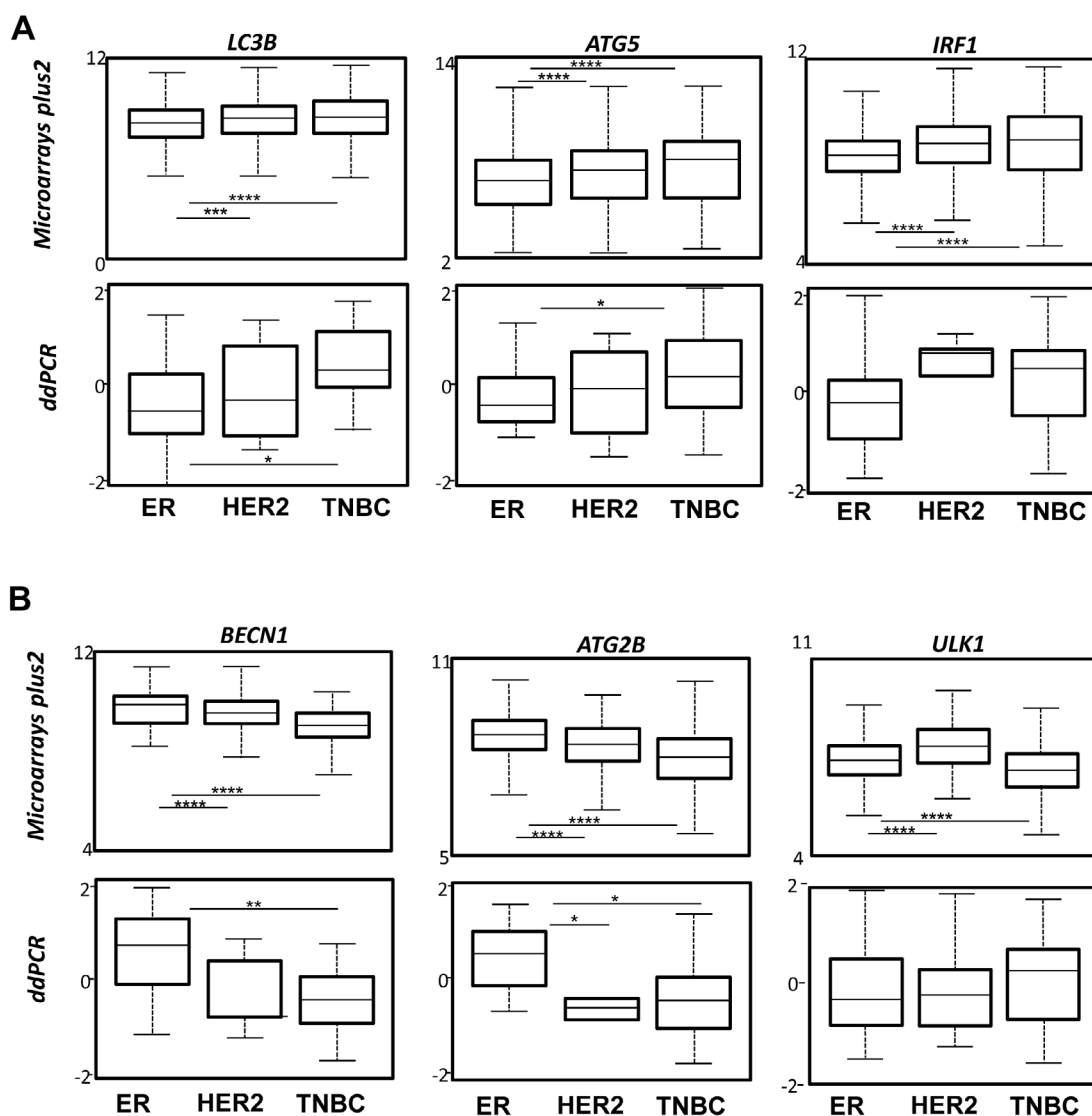 A
LC3B ATG5 IRF1
Microarrays plus2
12 14 12
**** **** 
****
**** 
*** 
**** 
****
0 2 4
ddPCR
2 2 2
*
0 0 0
*
-2 -2 -2
ER HER2 TNBC ER HER2 TNBC ER HER2 TNBC
B
BECN1 ATG2B ULK1
Microarrays plus2
12 11 11
**** **** ****
**** **** ****
4 5 4
ddPCR
2 2 2
** * 
*
0 0 0
-2 -2 -2
ER HER2 TNBC ER HER2 TNBC ER HER2 TNBC